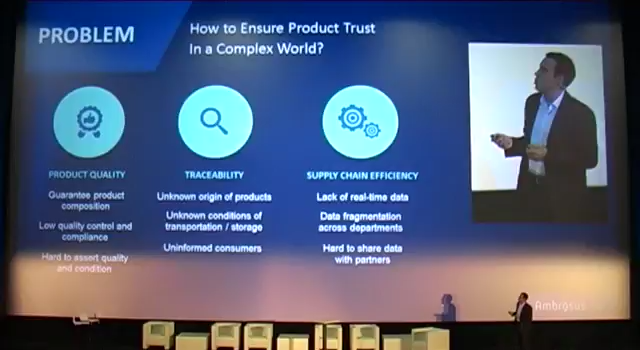 PROBLEM
How to Ensure Product Trust
In a Complex World?
PRODUCT QUALITY
Guarantee product
composition
Low quality control and
compliance
Hard to assert quality
and condition
TRACEABILITY
Unknown origin of products
Unknown conditions of
transportation / storage
Uninformed consumers
SUPPLY CHAIN EFFICIENCY
Lack of real-time data
Data fragmentation
across departments
Hard to share data
with partners
Ambrosus